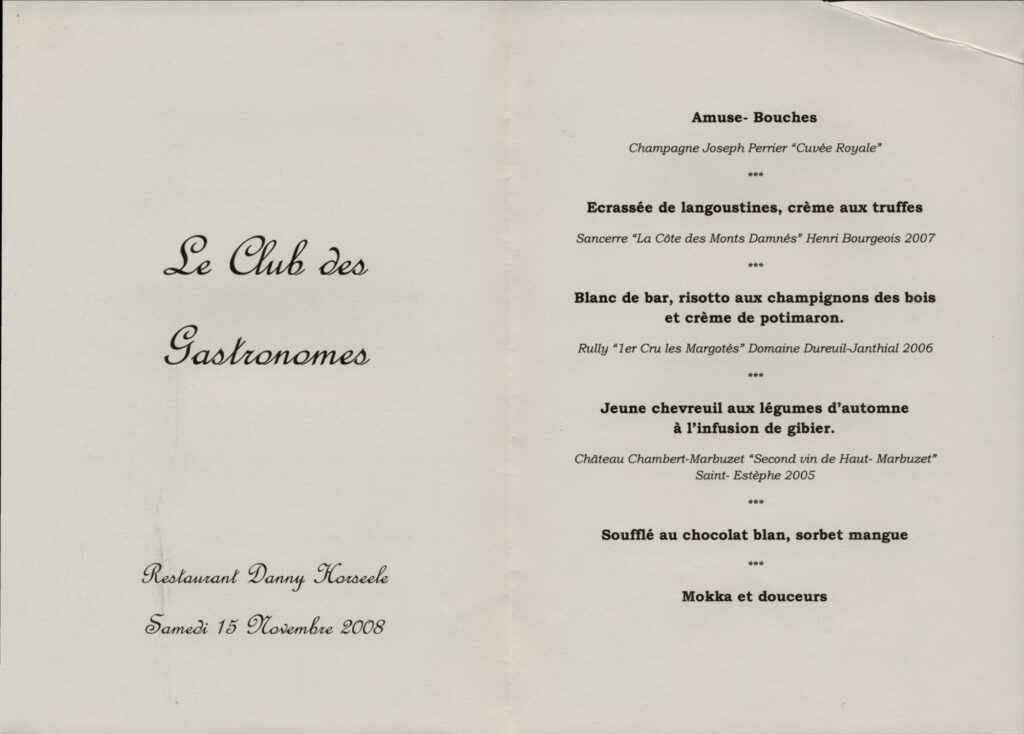 Le Club des
Gastronomes
Restaurant Danny Horseele
Samedi 15 Novembre 2008
Amuse- Bouches
Champagne Joseph Perrier “Cuvée Royale”
***
Ecrassée de langoustines, crème aux truffes
Sancerre “La Côte des Monts Damnés” Henri Bourgeois 2007
***
Blanc de bar, risotto aux champignons des bois
et crème de potimaron.
Rully “1er Cru les Margotés” Domaine Dureuil-Janthial 2006
***
Jeune chevreuil aux légumes d’automne
à l’infusion de gibier.
Château Chambert-Marbuzet “Second vin de Haut- Marbuzet”
Saint- Estèphe 2005
***
Soufflé au chocolat blan, sorbet mangue
***
Mokka et douceurs